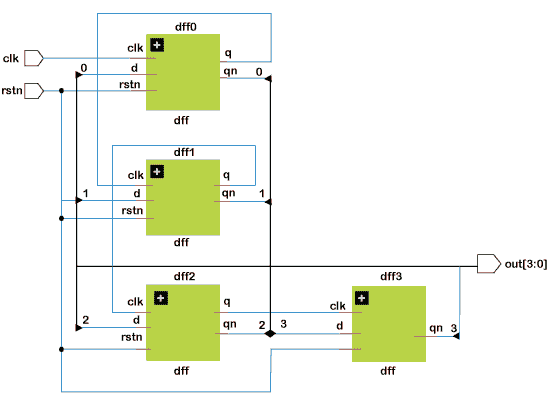 dff0
clk
clk
q
0
d
qn
0
rstn
rstn
dff
dff1
clk
q
1
d
qn
1
rstn
dff
out[3:0]
dff2
dff3
clk
q
clk
2
d
qn
2
3
d
qn
3
rstn
dff
dff